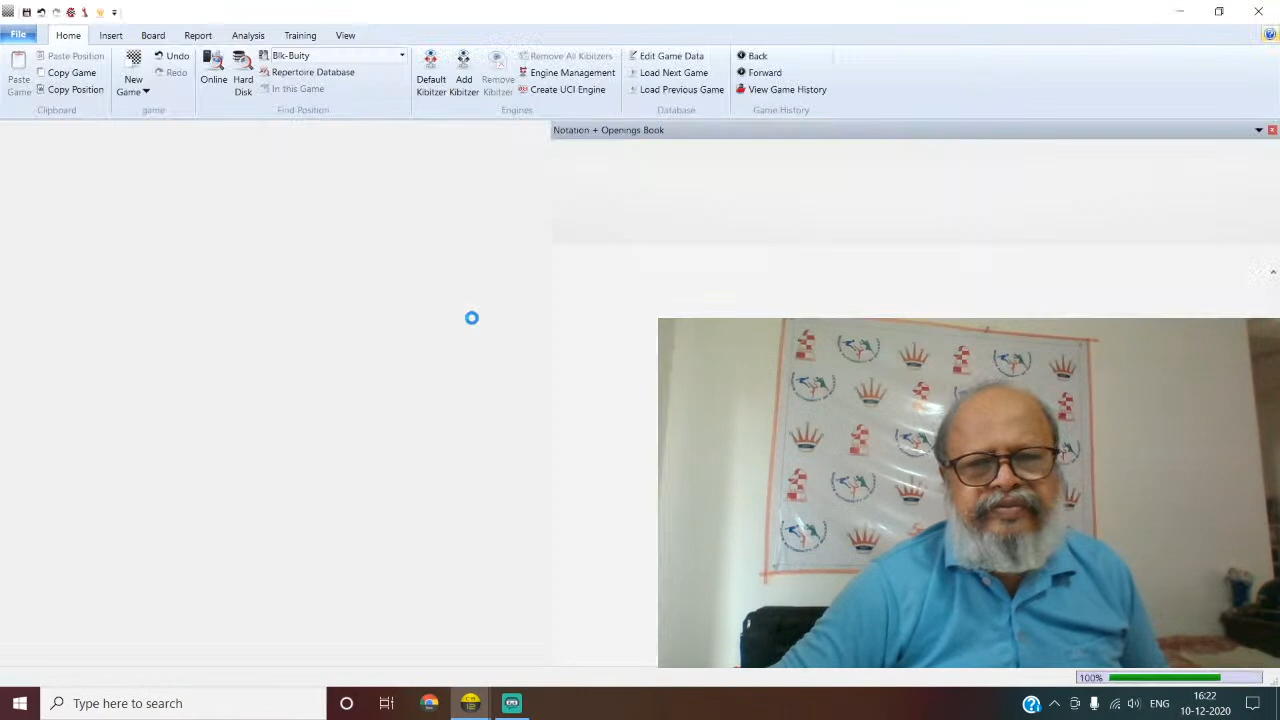 File Home Insert Board Report Analysis Training View
Paste Position Undo Blk-Buity Remove All Kibitzers Edit Game Data Back
Copy Game Redo Repertoire Database Engine Management Load Next Game Forward
Paste Game Copy Position New Game Online Hard Disk In this Game Default Kibitzer Add Kibitzer Remove Kibitzer Create UCI Engine Load Previous Game View Game History
Clipboard game Find Position Engines Database Game History
Notation + Openings Book
100%
Type here to search ENG 16:22
10-12-2020